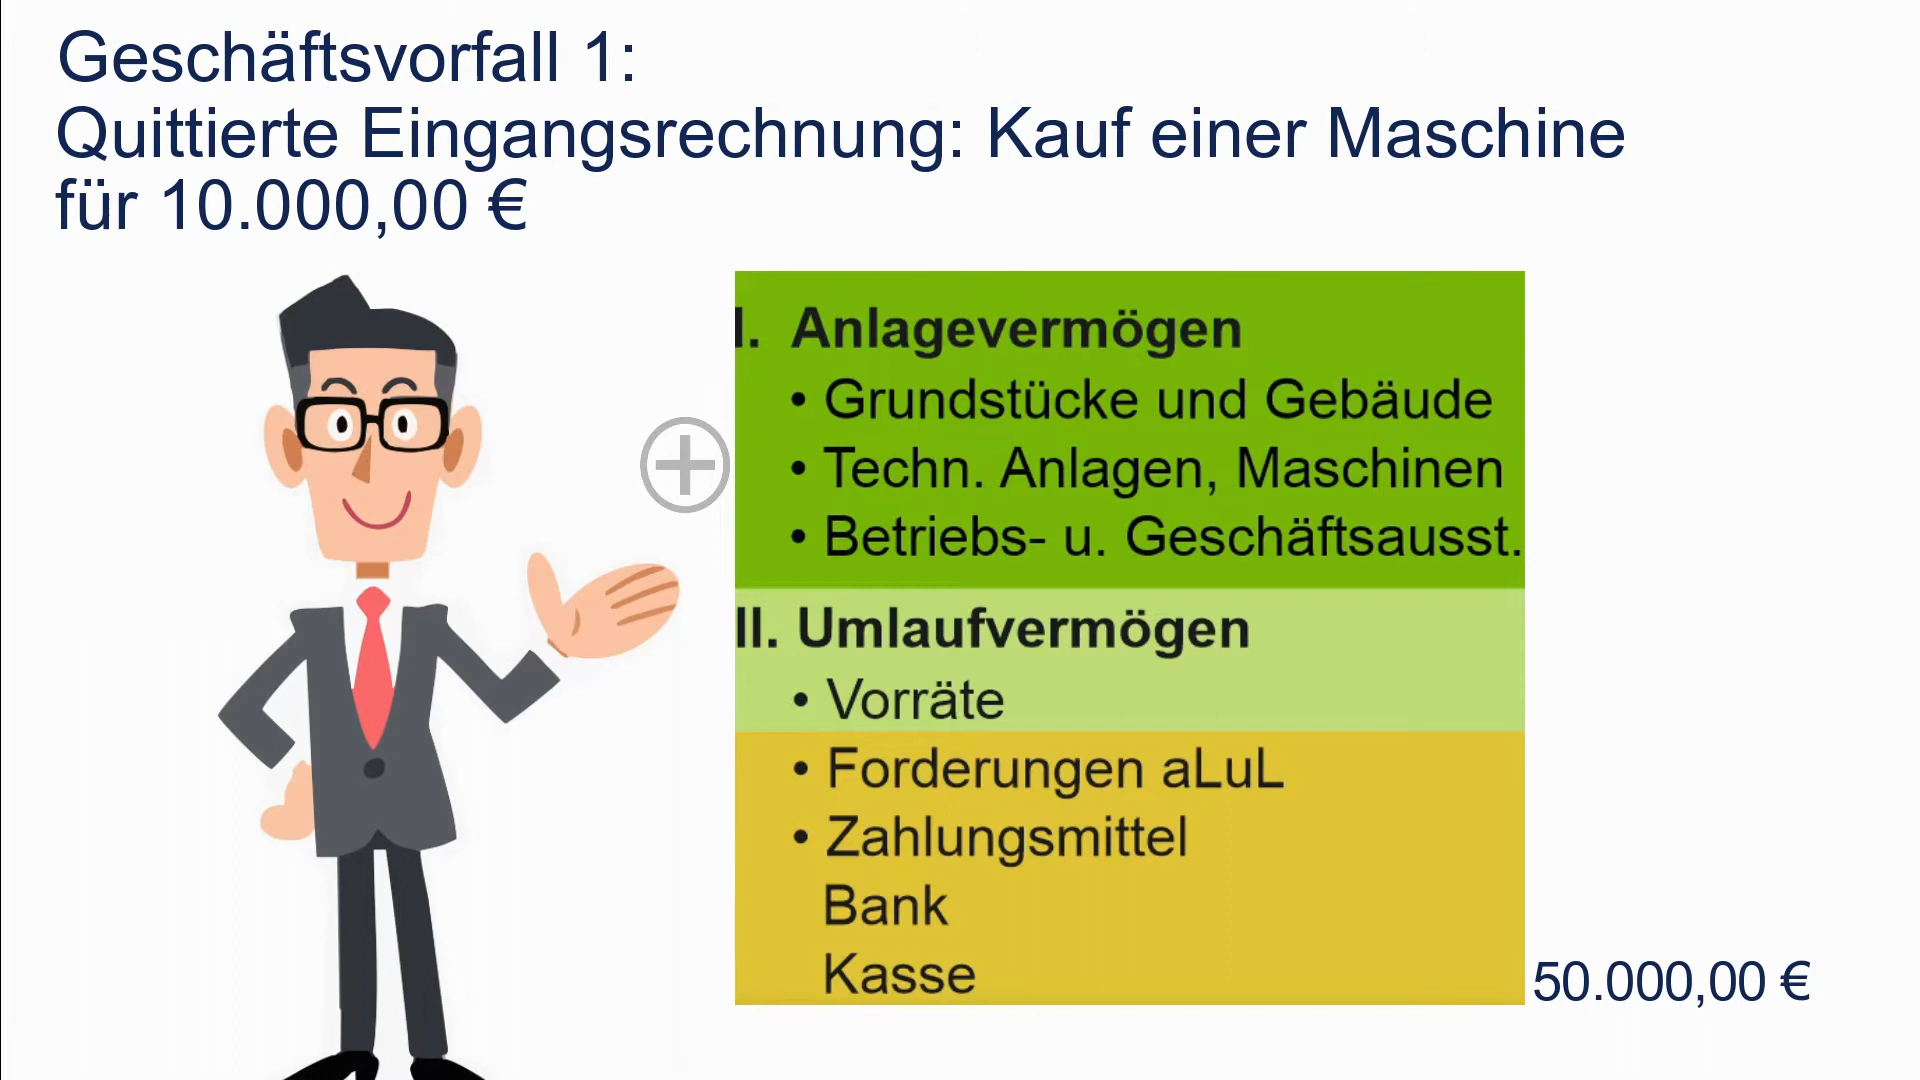 Geschäftsvorfall 1:
Quittierte Eingangsrechnung: Kauf einer Maschine
für 10.000,00 €
I. Anlagevermögen
• Grundstücke und Gebäude
• Techn. Anlagen, Maschinen
• Betriebs- u. Geschäftsausst.
II. Umlaufvermögen
• Vorräte
• Forderungen aLuL
• Zahlungsmittel
Bank
Kasse 50.000,00 €